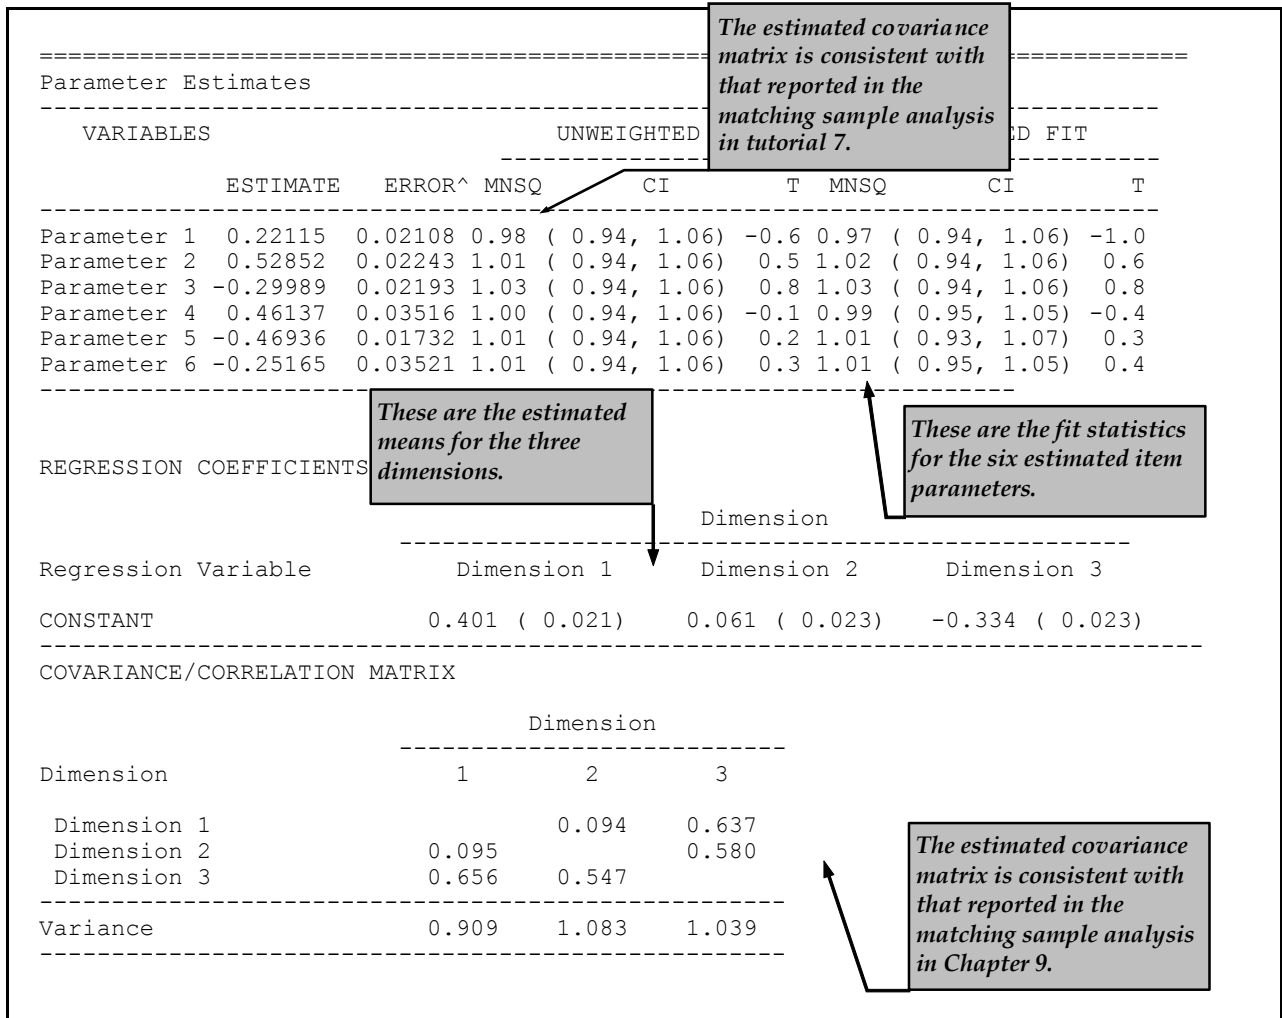 The estimated covariance
matrix is consistent with
that reported in the
matching sample analysis
in tutorial 7.
================================================================================
Parameter Estimates
--------------------------------------------------------------------------------
VARIABLES UNWEIGHTED ED FIT
----------------------------------------------
ESTIMATE ERROR^ MNSQ CI T MNSQ CI T
--------------------------------------------------------------------------------
Parameter 1 0.22115 0.02108 0.98 ( 0.94, 1.06) -0.6 0.97 ( 0.94, 1.06) -1.0
Parameter 2 0.52852 0.02243 1.01 ( 0.94, 1.06) 0.5 1.02 ( 0.94, 1.06) 0.6
Parameter 3 -0.29989 0.02193 1.03 ( 0.94, 1.06) 0.8 1.03 ( 0.94, 1.06) 0.8
Parameter 4 0.46137 0.03516 1.00 ( 0.94, 1.06) -0.1 0.99 ( 0.95, 1.05) -0.4
Parameter 5 -0.46936 0.01732 1.01 ( 0.94, 1.06) 0.2 1.01 ( 0.93, 1.07) 0.3
Parameter 6 -0.25165 0.03521 1.01 ( 0.94, 1.06) 0.3 1.01 ( 0.95, 1.05) 0.4
--------------------------------------------------------------------
These are the estimated
means for the three
dimensions.
These are the fit statistics
for the six estimated item
parameters.
REGRESSION COEFFICIENTS
Dimension
---------------------------------------------------
Regression Variable Dimension 1 Dimension 2 Dimension 3
CONSTANT 0.401 ( 0.021) 0.061 ( 0.023) -0.334 ( 0.023)
---------------------------------------------------------------------------------
COVARIANCE/CORRELATION MATRIX
Dimension
---------------------------
Dimension 1 2 3
Dimension 1 0.094 0.637
Dimension 2 0.095 0.580
Dimension 3 0.656 0.547
----------------------------------------------------
Variance 0.909 1.083 1.039
----------------------------------------------------
The estimated covariance
matrix is consistent with
that reported in the
matching sample analysis
in Chapter 9.